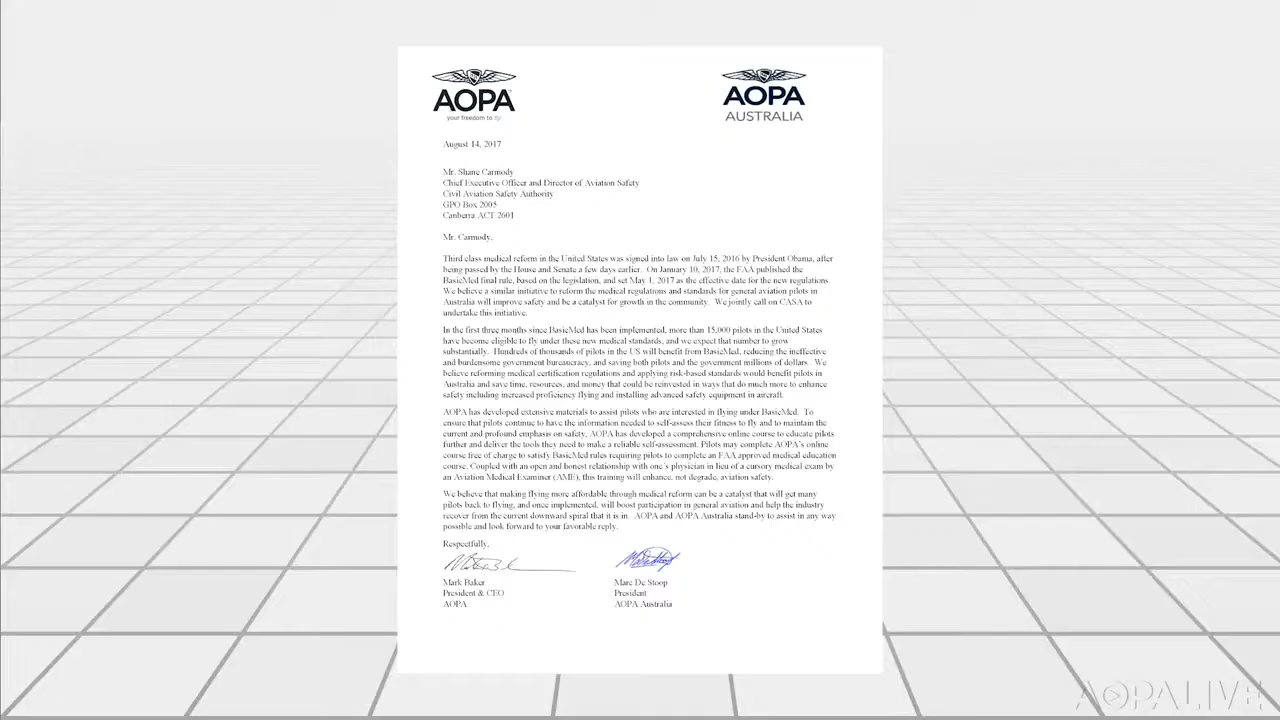 AOPA
your freedom to fly
AOPA
AUSTRALIA
August 14, 2017
Mr. Shane Carmody
Chief Executive Officer and Director of Aviation Safety
Civil Aviation Safety Authority
GPO Box 2005
Canberra ACT 2601
Mr. Carmody,
Third class medical reform in the United States was signed into law on July 15, 2016 by President Obama, after
being passed by the House and Senate a few days earlier. On January 10, 2017, the FAA published the
BasicMed final rule, based on the legislation, and set May 1, 2017 as the effective date for the new regulations.
We believe a similar initiative to reform the medical regulations and standards for general aviation pilots in
Australia will improve safety and be a catalyst for growth in the community. We jointly call on CASA to
undertake this initiative.
In the first three months since BasicMed has been implemented, more than 15,000 pilots in the United States
have become eligible to fly under these new medical standards, and we expect that number to grow
substantially. Hundreds of thousands of pilots in the US will benefit from BasicMed, reducing the ineffective
and burdensome government bureaucracy, and saving both pilots and the government millions of dollars. We
believe reforming medical certification regulations and applying risk-based standards would benefit pilots in
Australia and save time, resources, and money that could be reinvested in ways that do much more to enhance
safety including increased proficiency flying and installing advanced safety equipment in aircraft.
AOPA has developed extensive materials to assist pilots who are interested in flying under BasicMed. To
ensure that pilots continue to have the information needed to self-assess their fitness to fly and to maintain the
current and profound emphasis on safety, AOPA has developed a comprehensive online course to educate pilots
further and deliver the tools they need to make a reliable self-assessment. Pilots may complete AOPA's online
course free of charge to satisfy BasicMed rules requiring pilots to complete an FAA approved medical education
course. Coupled with an open and honest relationship with one's physician in lieu of a cursory medical exam by
an Aviation Medical Examiner (AME), this training will enhance, not degrade, aviation safety.
We believe that making flying more affordable through medical reform can be a catalyst that will get many
pilots back to flying, and once implemented, will boost participation in general aviation and help the industry
recover from the current downward spiral that it is in. AOPA and AOPA Australia stand-by to assist in any way
possible and look forward to your favorable reply.
Respectfully,
Mark Baker
President & CEO
AOPA
Marc De Stoop
President
AOPA Australia
AOPALIVE